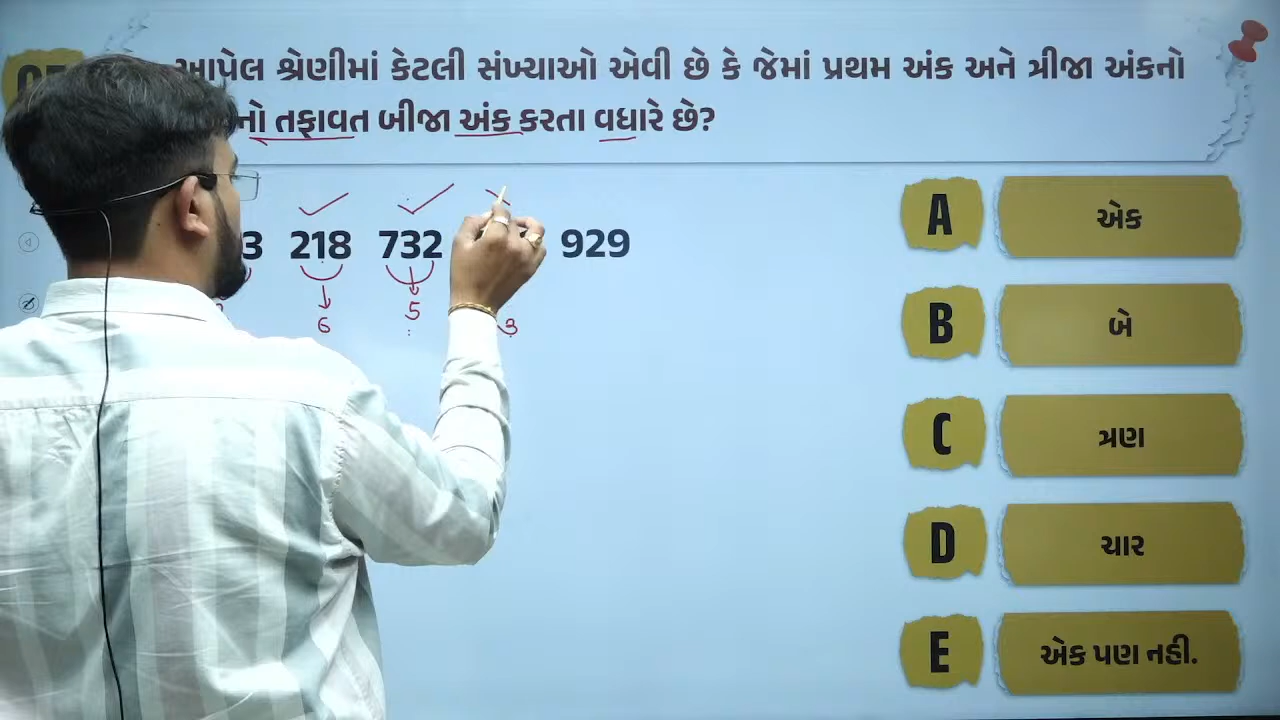 આપેલ શ્રેણીમાં કેટલી સંખ્યાઓ એવી છે કે જેમાં પ્રથમ અંક અને ત્રીજા અંકનો
તફાવત બીજા અંક કરતા વધારે છે?
3 218 732 929
6 5 3
A એક
B બે
C ત્રણ
D ચાર
E એક પણ નહી.